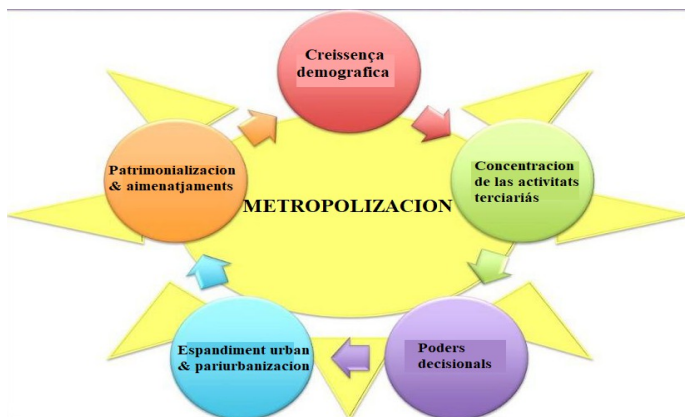 Creissença
demografica
Concentracion
de las activitats
terciariás
Poders
decisionals
Espandiment urban
& pariurbanizacion
Patrimonializacion
& aimenatjaments
METROPOLIZACION